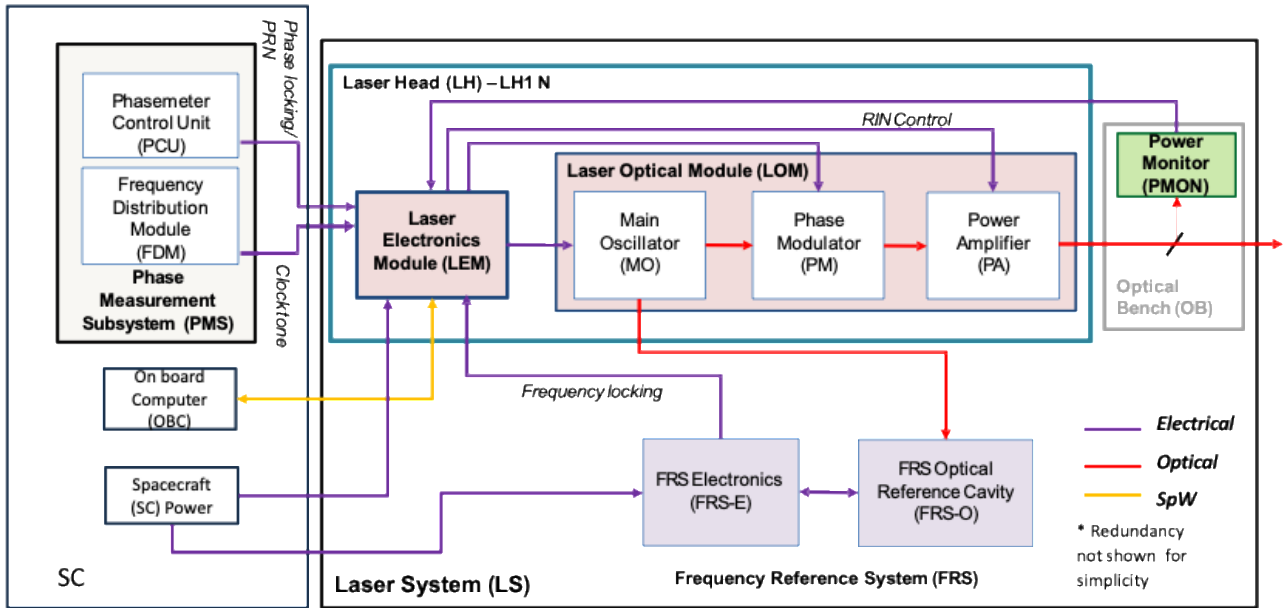 Phase locking/
PRN
Phasemeter
Control Unit
(PCU)
Frequency
Distribution
Module
(FDM)
Phase
Measurement
Subsystem (PMS)
Clocktone
On board
Computer
(OBC)
Spacecraft
(SC) Power
SC
Laser Head (LH) – LH1 N
RIN Control
Laser Optical Module (LOM)
Laser
Electronics
Module (LEM)
Main
Oscillator
(MO)
Phase
Modulator
(PM)
Power
Amplifier
(PA)
Power
Monitor
(PMON)
Optical
Bench (OB)
Frequency locking
FRS Electronics
(FRS-E)
FRS Optical
Reference Cavity
(FRS-O)
Electrical
Optical
SpW
* Redundancy
not shown for
simplicity
Laser System (LS)
Frequency Reference System (FRS)